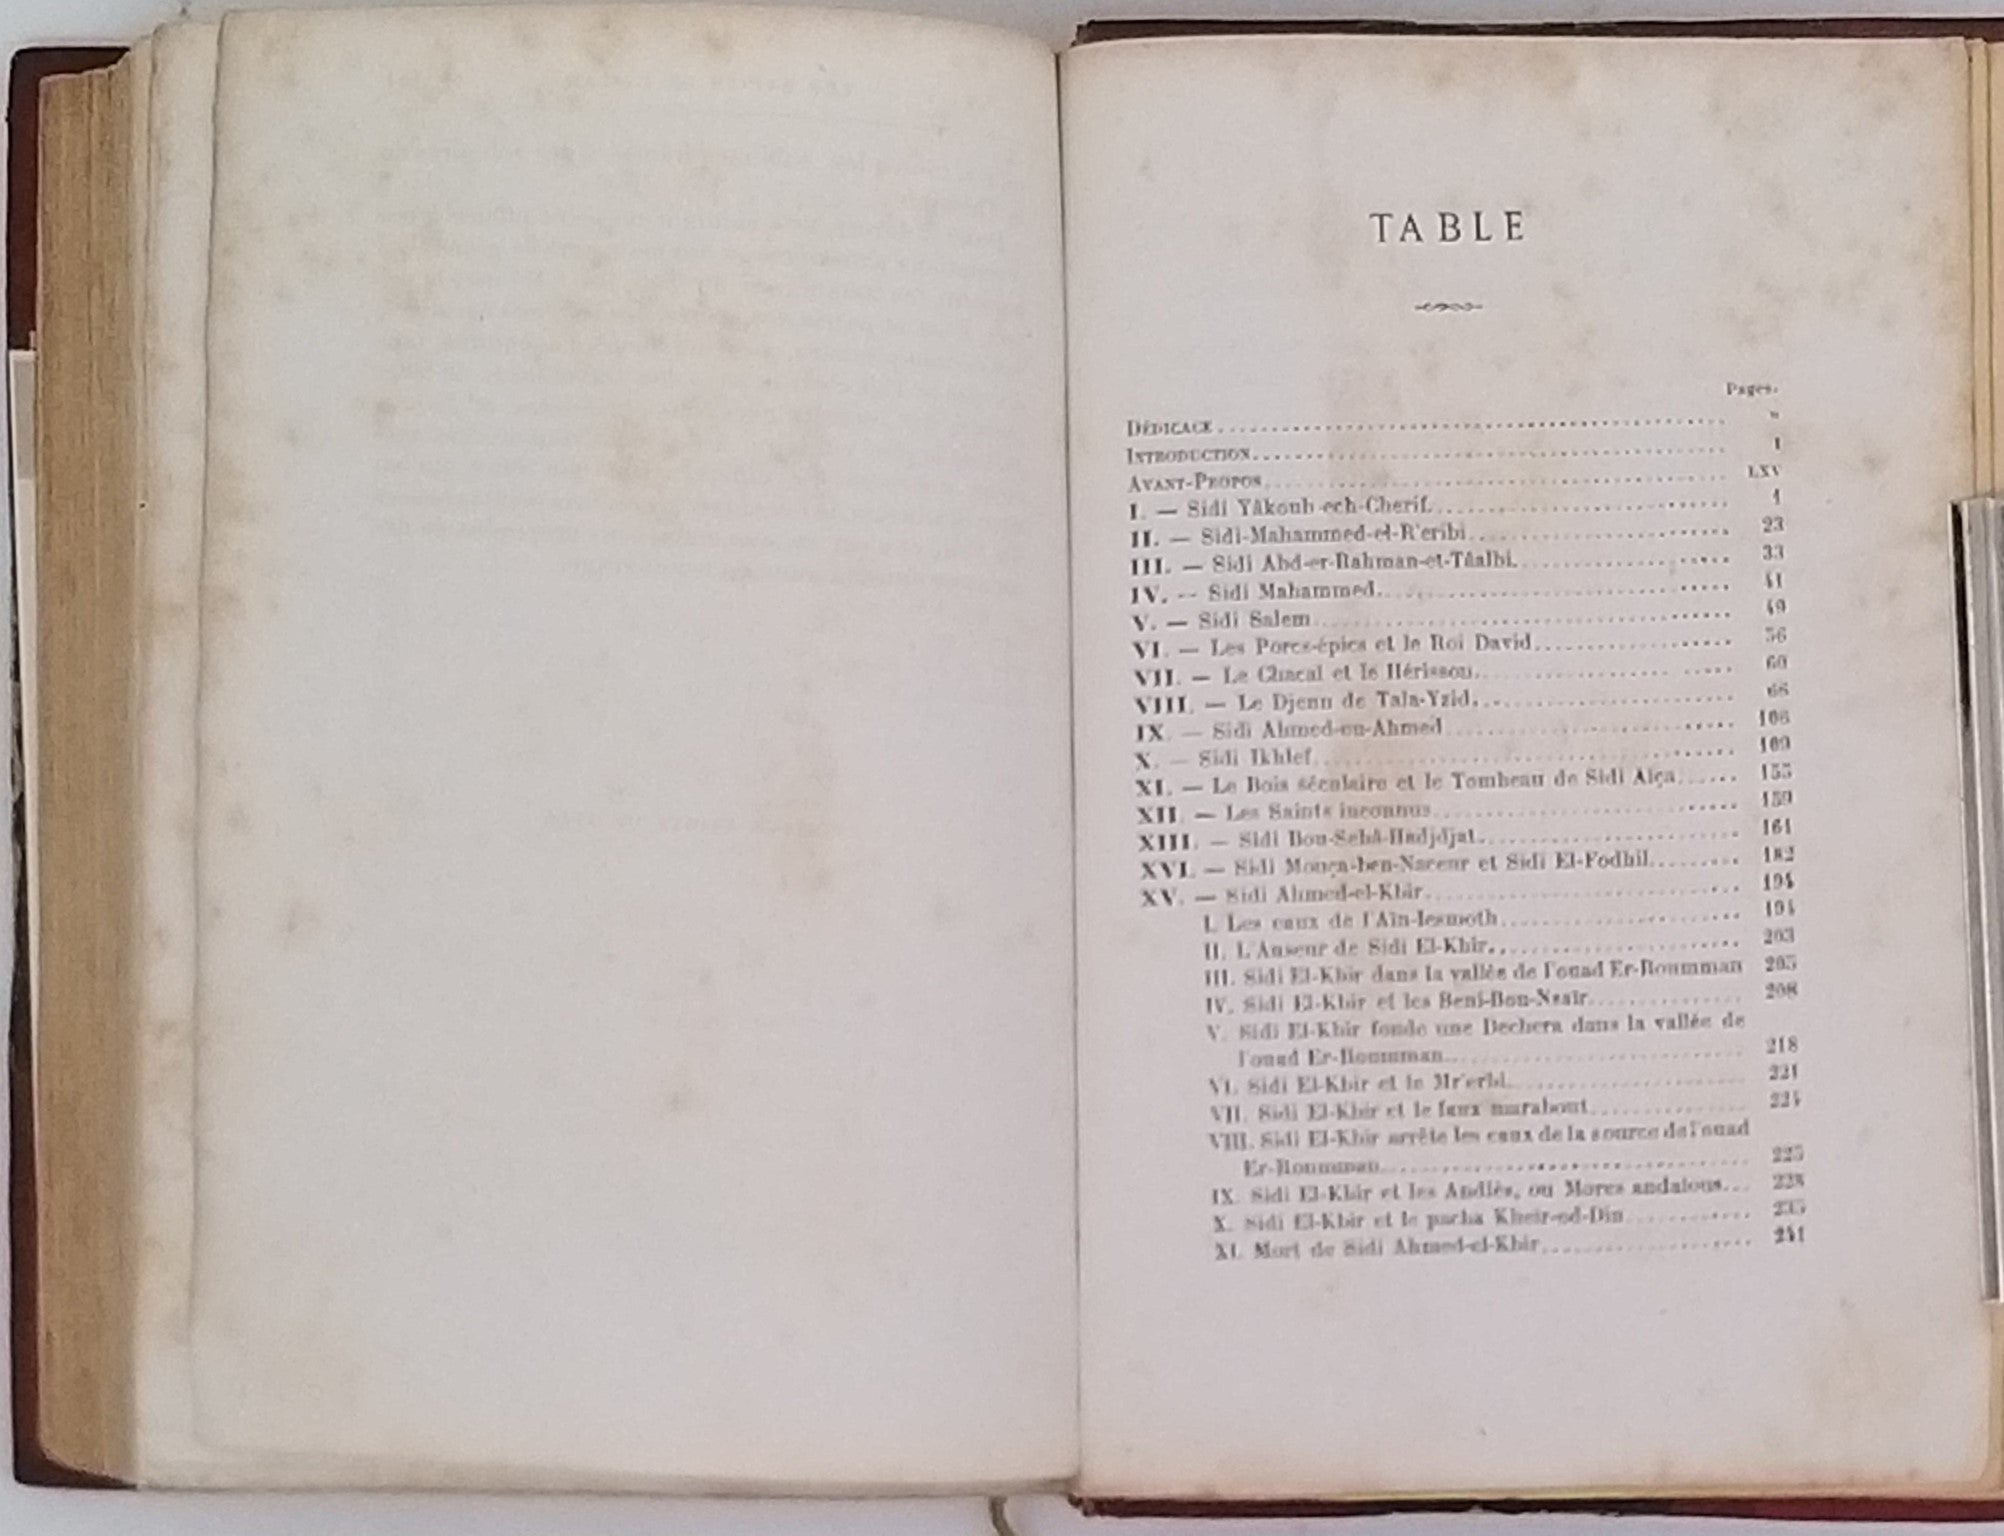 TABLE
Pages.
DÉDICACE "
INTRODUCTION I
AVANT-PROPOS LXV
I. — Sidi Yâkoub-ech-Cherif 1
II. — Sidi-Mahammed-el-R'eribi 23
III. — Sidi Abd-er-Rahman-et-Tâalbi 33
IV. — Sidi Mahammed 41
V. — Sidi Salem 49
VI. — Les Porcs-épics et le Roi David 56
VII. — Le Chacal et le Hérisson 60
VIII. — Le Djenn de Tala-Yzid 66
IX. — Sidi Ahmed-ou-Ahmed 106
X. — Sidi Ikhlef 109
XI. — Le Bois séculaire et le Tombeau de Sidi Aïça 155
XII. — Les Saints inconnus 159
XIII. — Sidi Bou-Sebâ-Hadjdjat 161
XVI. — Sidi Mouça-ben-Naceur et Sidi El-Fodhil 182
XV. — Sidi Ahmed-el-Kbir 194
I. Les eaux de l'Aïn-Iesmoth 194
II. L'Anseur de Sidi El-Kbir 203
III. Sidi El-Kbir dans la vallée de l'ouad Er-Roumman 205
IV. Sidi El-Kbir et les Beni-Bou-Nsaïr 208
V. Sidi El-Kbir fonde une Dechera dans la vallée de
l'ouad Er-Roumman 218
VI. Sidi El-Kbir et le Mr'erbi 221
VII. Sidi El-Kbir et le faux marabout 224
VIII. Sidi El-Kbir arrête les eaux de la source de l'ouad
Er-Roumman 225
IX. Sidi El-Kbir et les Andlès, ou Mores andalous 228
X. Sidi El-Kbir et le pacha Kheir-ed-Din 235
XI. Mort de Sidi Ahmed-el-Kbir 241